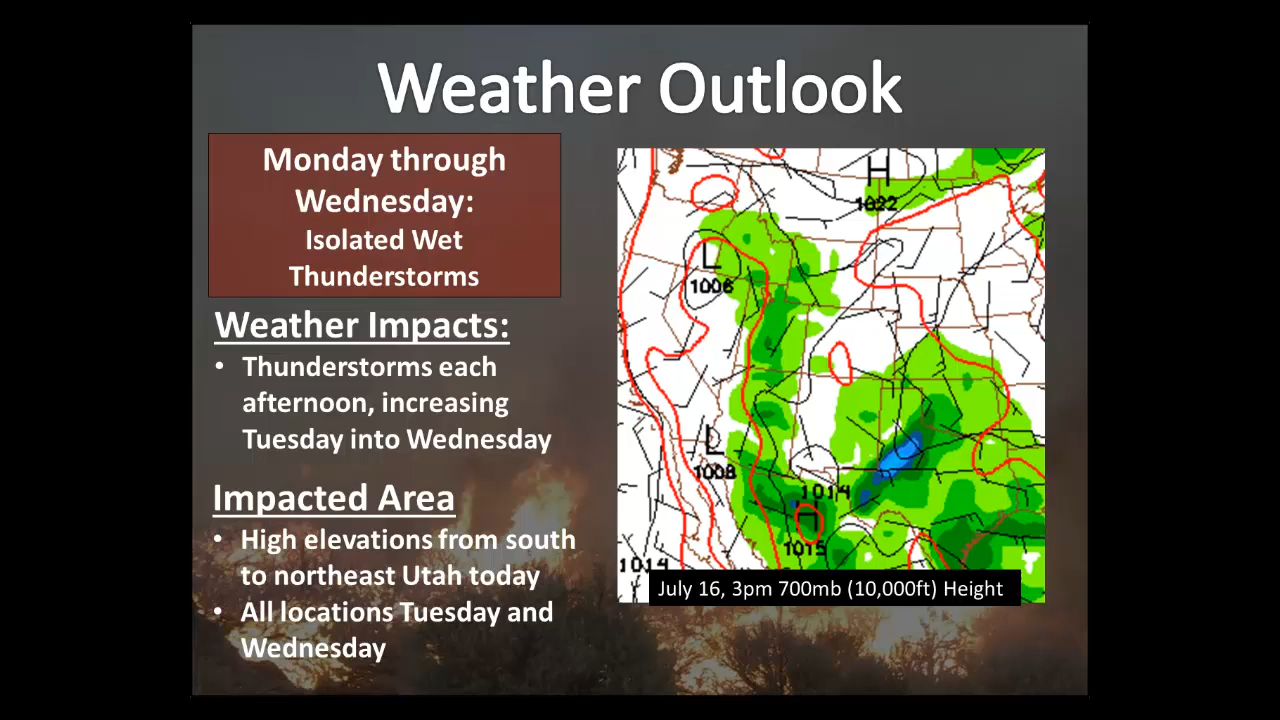 Weather Outlook
Monday through
Wednesday:
Isolated Wet
Thunderstorms
Weather Impacts:
• Thunderstorms each
afternoon, increasing
Tuesday into Wednesday
Impacted Area
• High elevations from south
to northeast Utah today
• All locations Tuesday and
Wednesday
H
1022
L
1006
L
1008
1014
H
1015
1014
July 16, 3pm 700mb (10,000ft) Height